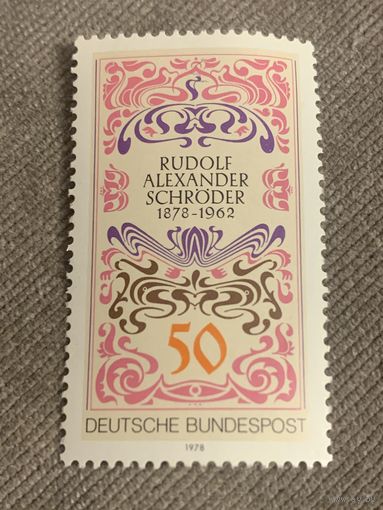 RUDOLF
ALEXANDER
SCHRÖDER
1878-1962
50
DEUTSCHE BUNDESPOST
1978